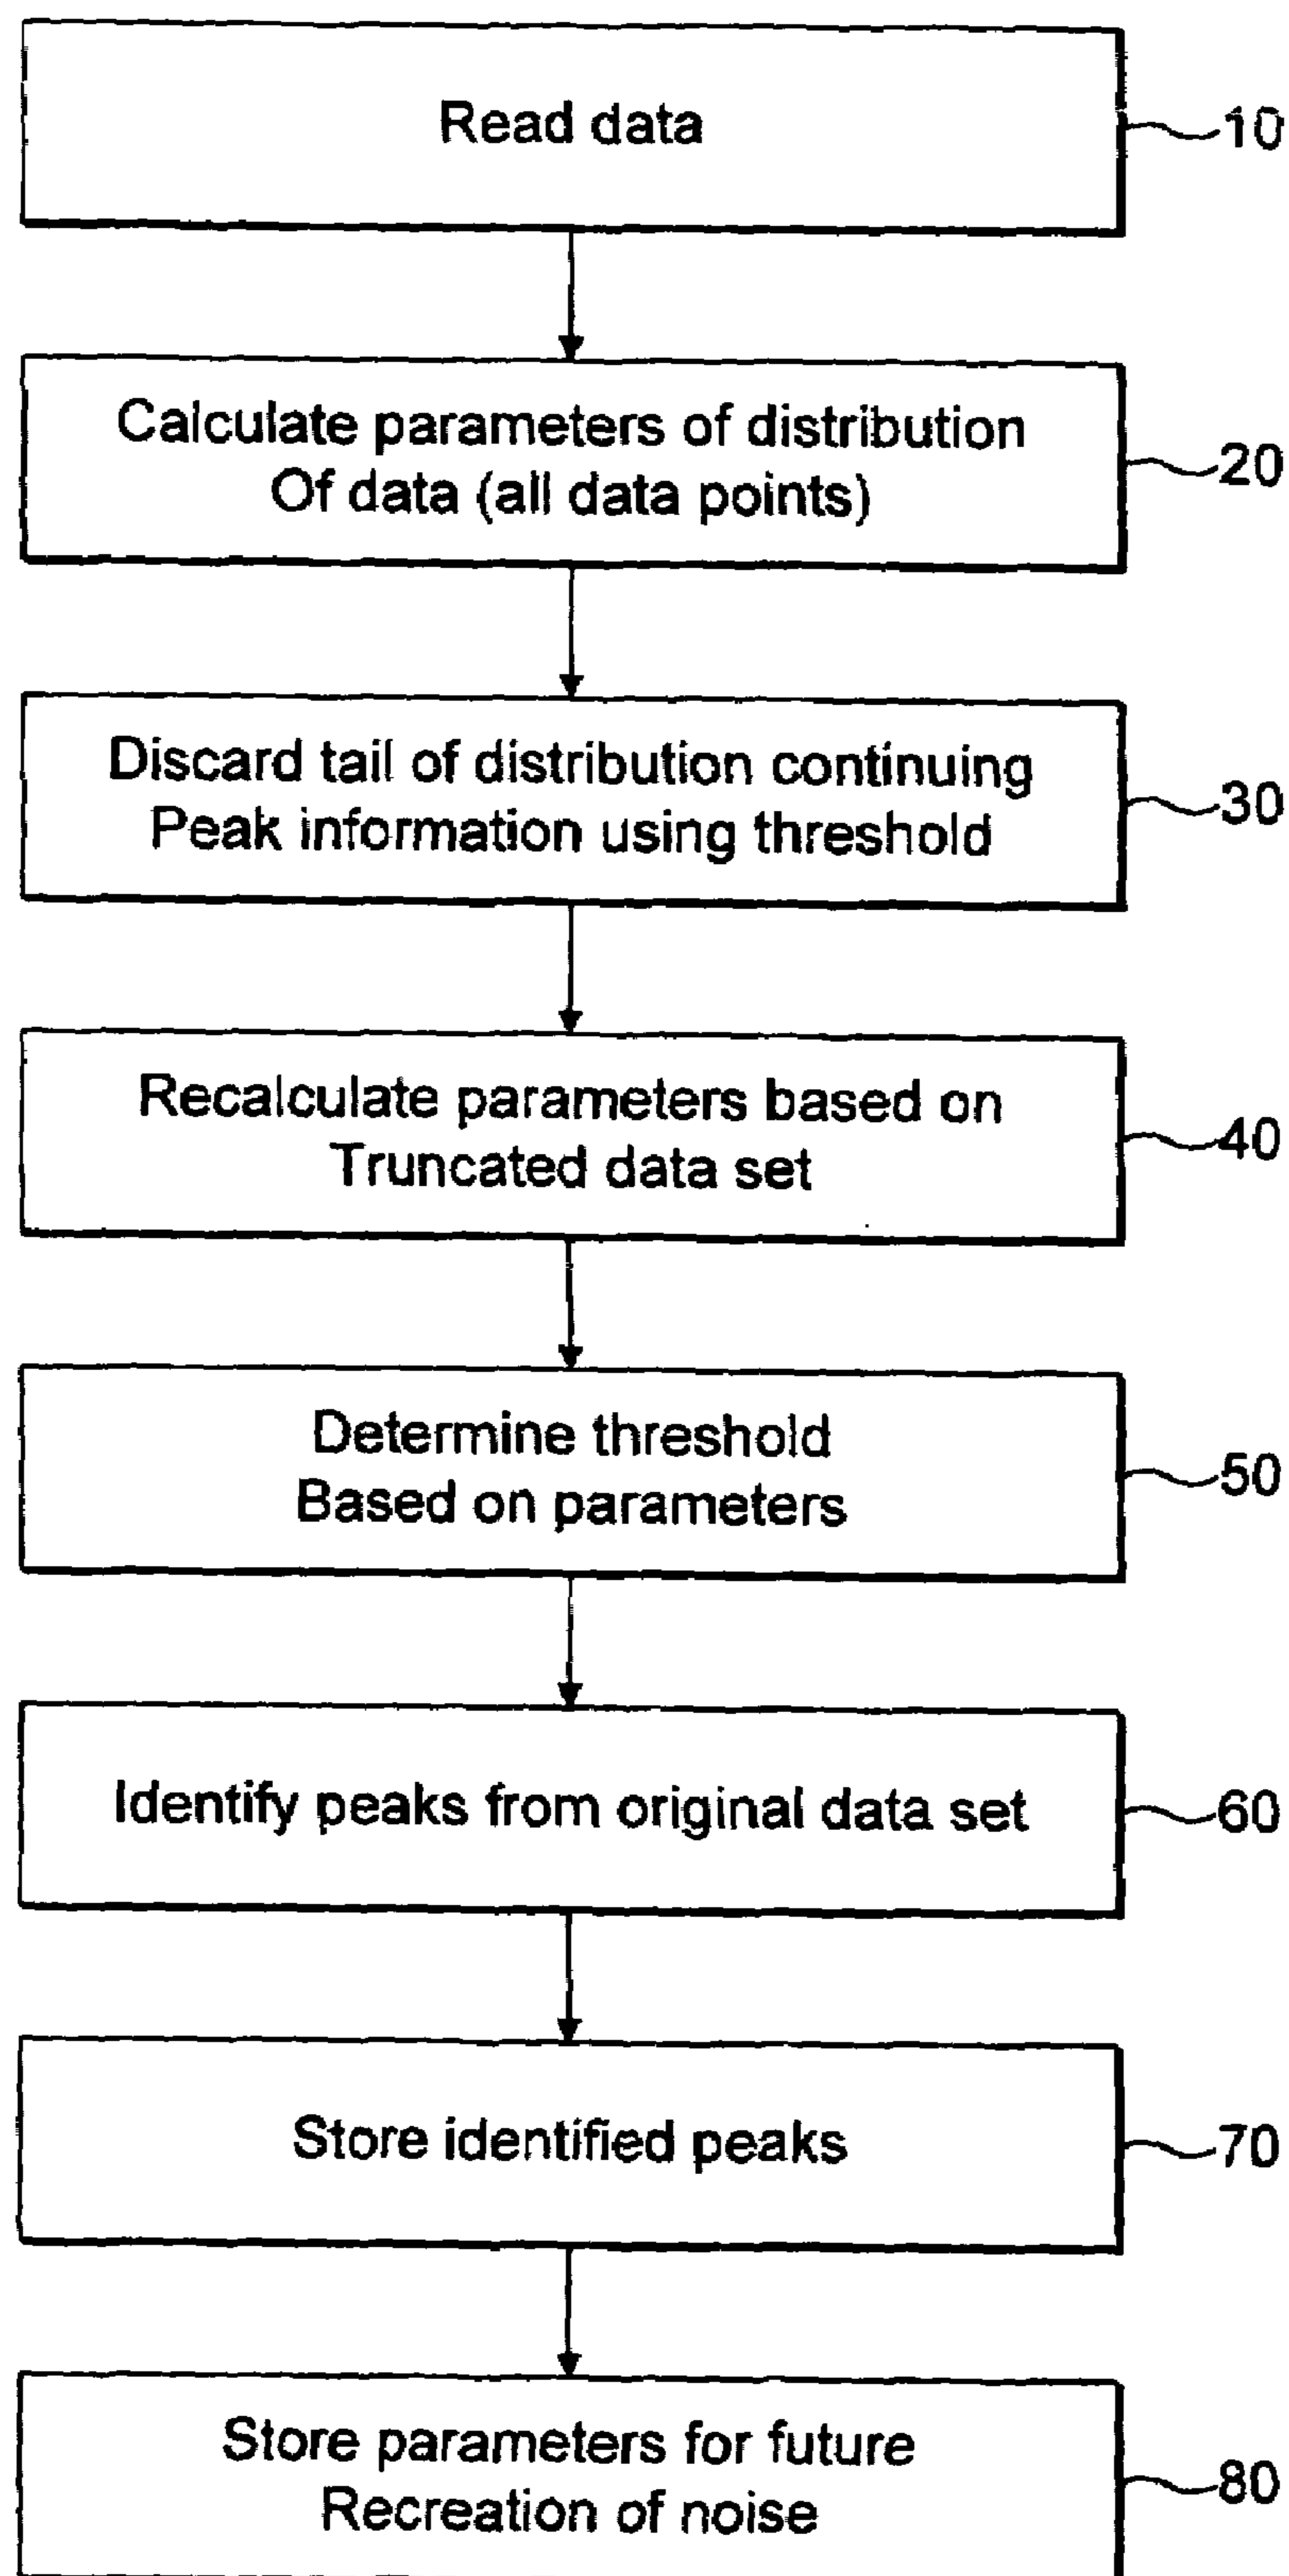 Read data
10
Calculate parameters of distribution
Of data (all data points)
20
Discard tail of distribution continuing
Peak information using threshold
30
Recalculate parameters based on
Truncated data set
40
Determine threshold
Based on parameters
50
Identify peaks from original data set
60
Store identified peaks
70
Store parameters for future
Recreation of noise
80